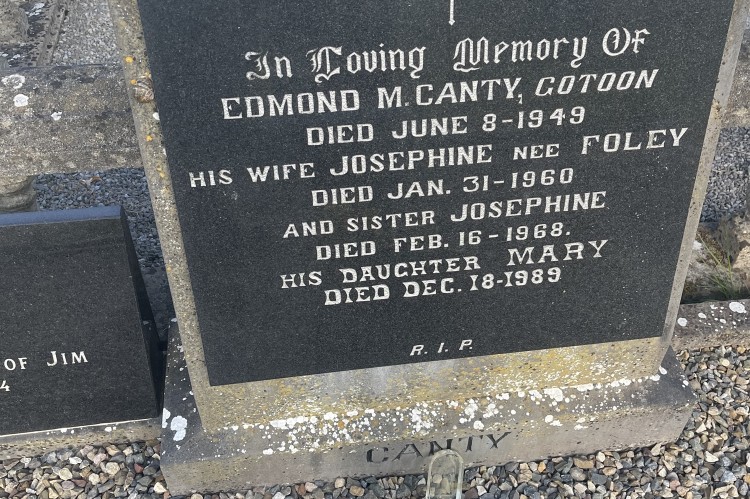 In Loving Memory Of
EDMOND M. CANTY, GOTOON
DIED JUNE 8-1949
HIS WIFE JOSEPHINE NEE FOLEY
DIED JAN. 31-1960
AND SISTER JOSEPHINE
DIED FEB. 16-1968.
HIS DAUGHTER MARY
DIED DEC. 18-1989
R. I. P.
CANTY
OF JIM
4